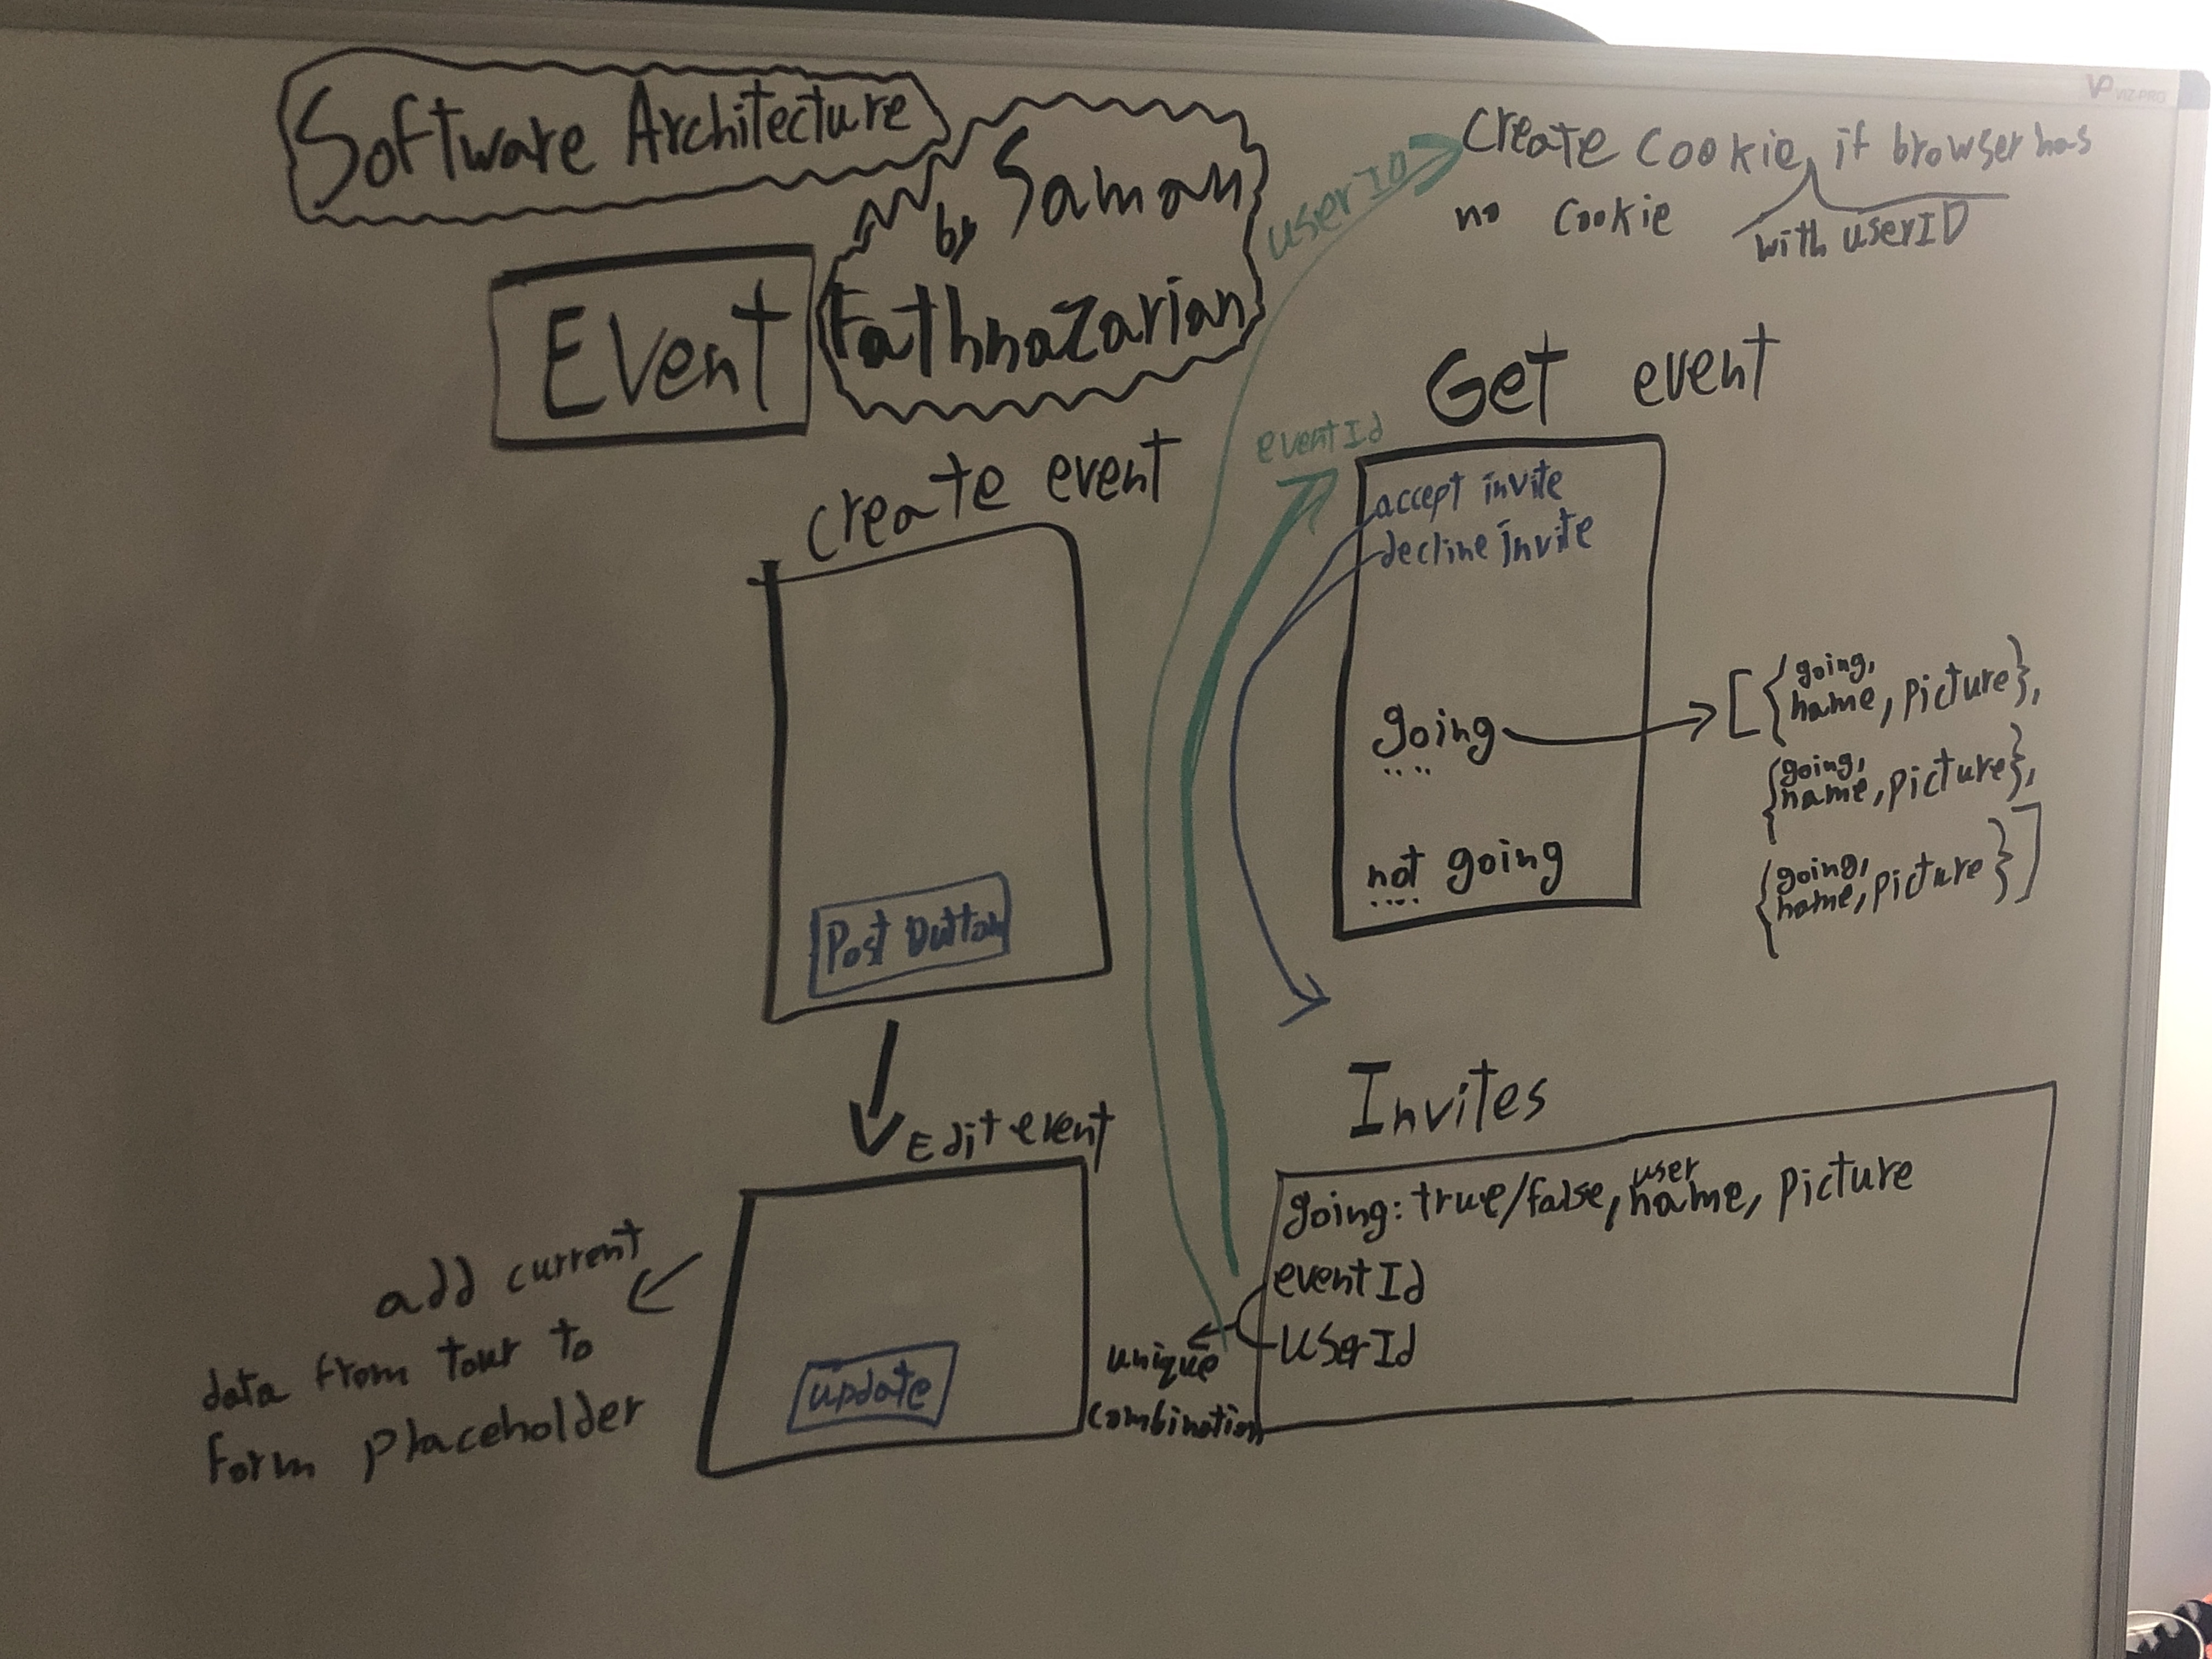 Software Architecture
by Saman
Fathnazarian
Event
userID
Create Cookie, if browser has
no cookie
with userID
Create event
Post Button
Edit event
update
add current
data from tour to
Form placeholder
Get event
eventId
accept invite
decline invite
going
....
not going
....
[{going,
name, picture},
{going,
name, picture},
{going,
name, picture}]
Invites
going: true/false, user name, picture
eventId
UserId
unique
combination
VP VIZ-PRO